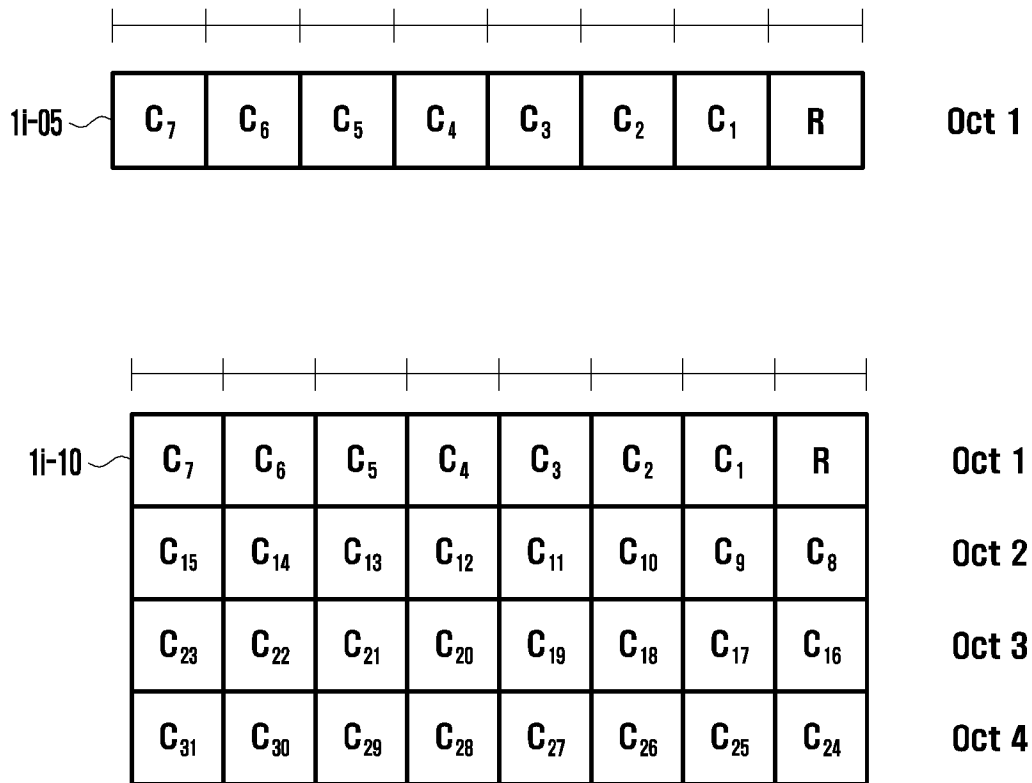 1i-05 C₇ C₆ C₅ C₄ C₃ C₂ C₁ R Oct 1
1i-10 C₇ C₆ C₅ C₄ C₃ C₂ C₁ R Oct 1
C₁₅ C₁₄ C₁₃ C₁₂ C₁₁ C₁₀ C₉ C₈ Oct 2
C₂₃ C₂₂ C₂₁ C₂₀ C₁₉ C₁₈ C₁₇ C₁₆ Oct 3
C₃₁ C₃₀ C₂₉ C₂₈ C₂₇ C₂₆ C₂₅ C₂₄ Oct 4